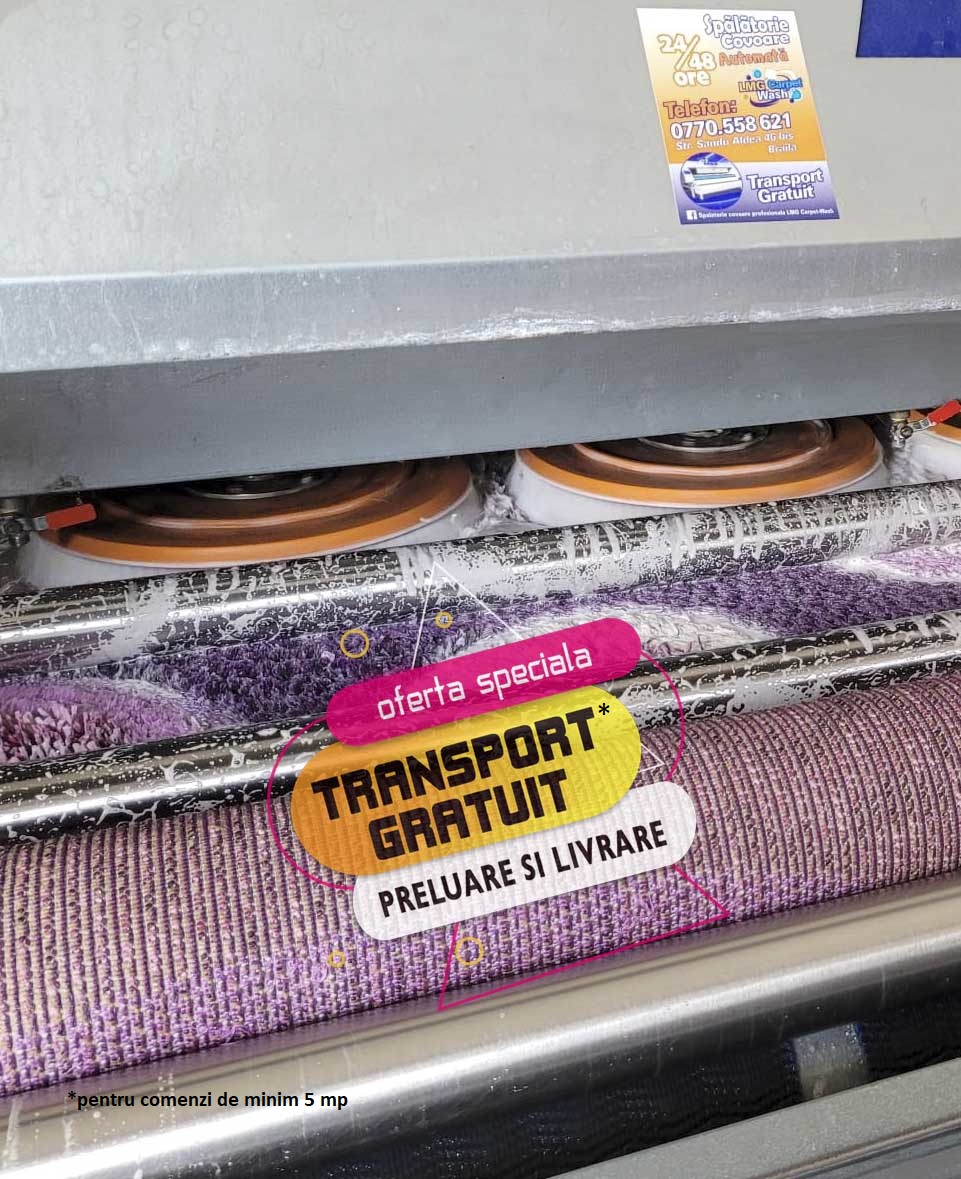 Spălătorie
Covoare
24/48
ore
Automată
LMG Carpet
Wash
Telefon:
0770.558 621
Str. Sandu Aldea 46 bis
Braila
Transport
Gratuit
Spalatorie covoare profesionala LMG Carpet-Wash
oferta speciala
TRANSPORT*
GRATUIT
PRELUARE SI LIVRARE
*pentru comenzi de minim 5 mp